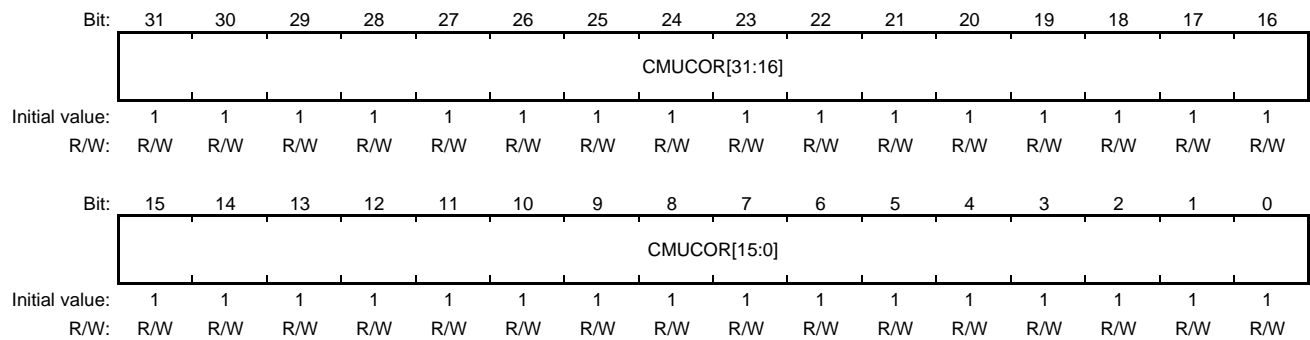 Bit: 31 30 29 28 27 26 25 24 23 22 21 20 19 18 17 16
CMUCOR[31:16]
Initial value: 1 1 1 1 1 1 1 1 1 1 1 1 1 1 1 1
R/W: R/W R/W R/W R/W R/W R/W R/W R/W R/W R/W R/W R/W R/W R/W R/W R/W
Bit: 15 14 13 12 11 10 9 8 7 6 5 4 3 2 1 0
CMUCOR[15:0]
Initial value: 1 1 1 1 1 1 1 1 1 1 1 1 1 1 1 1
R/W: R/W R/W R/W R/W R/W R/W R/W R/W R/W R/W R/W R/W R/W R/W R/W R/W